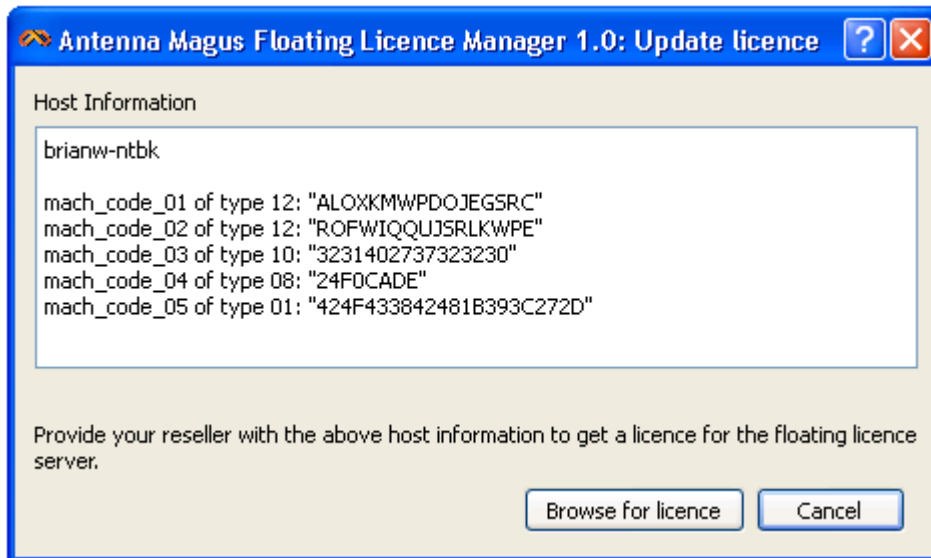 Antenna Magus Floating Licence Manager 1.0: Update licence
Host Information
brianw-ntbk
mach_code_01 of type 12: "ALOXKMWPDOJEGSRC"
mach_code_02 of type 12: "ROFWIQQUJSRLKWPE"
mach_code_03 of type 10: "3231402737323230"
mach_code_04 of type 08: "24F0CADE"
mach_code_05 of type 01: "424F433842481B393C272D"
Provide your reseller with the above host information to get a licence for the floating licence
server.
Browse for licence Cancel